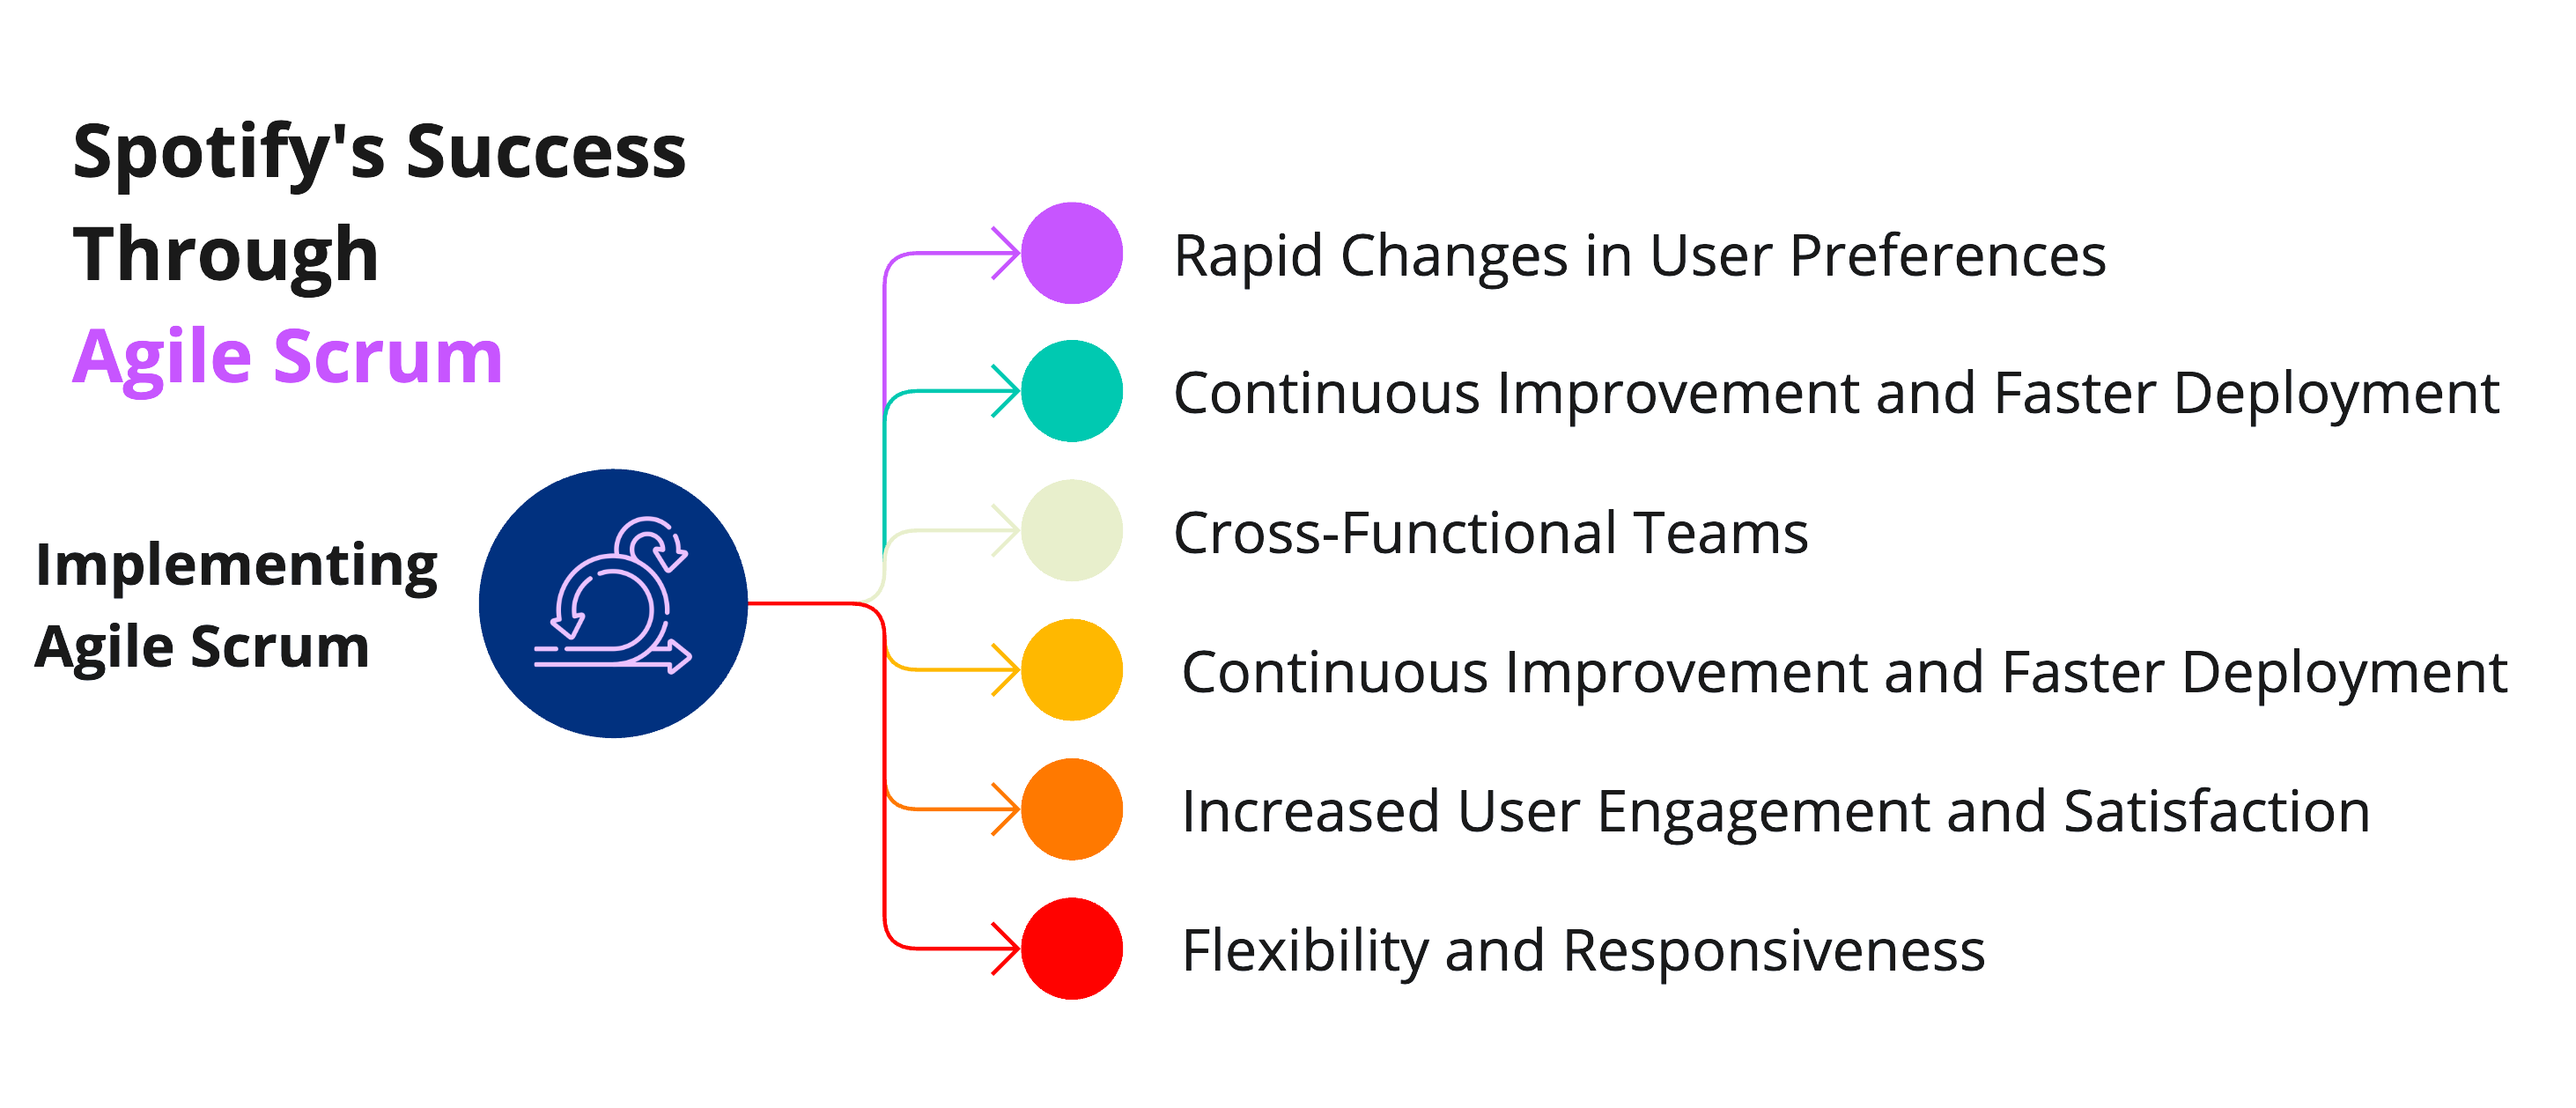 Spotify's Success
Through
Agile Scrum
Implementing
Agile Scrum
Rapid Changes in User Preferences
Continuous Improvement and Faster Deployment
Cross-Functional Teams
Continuous Improvement and Faster Deployment
Increased User Engagement and Satisfaction
Flexibility and Responsiveness